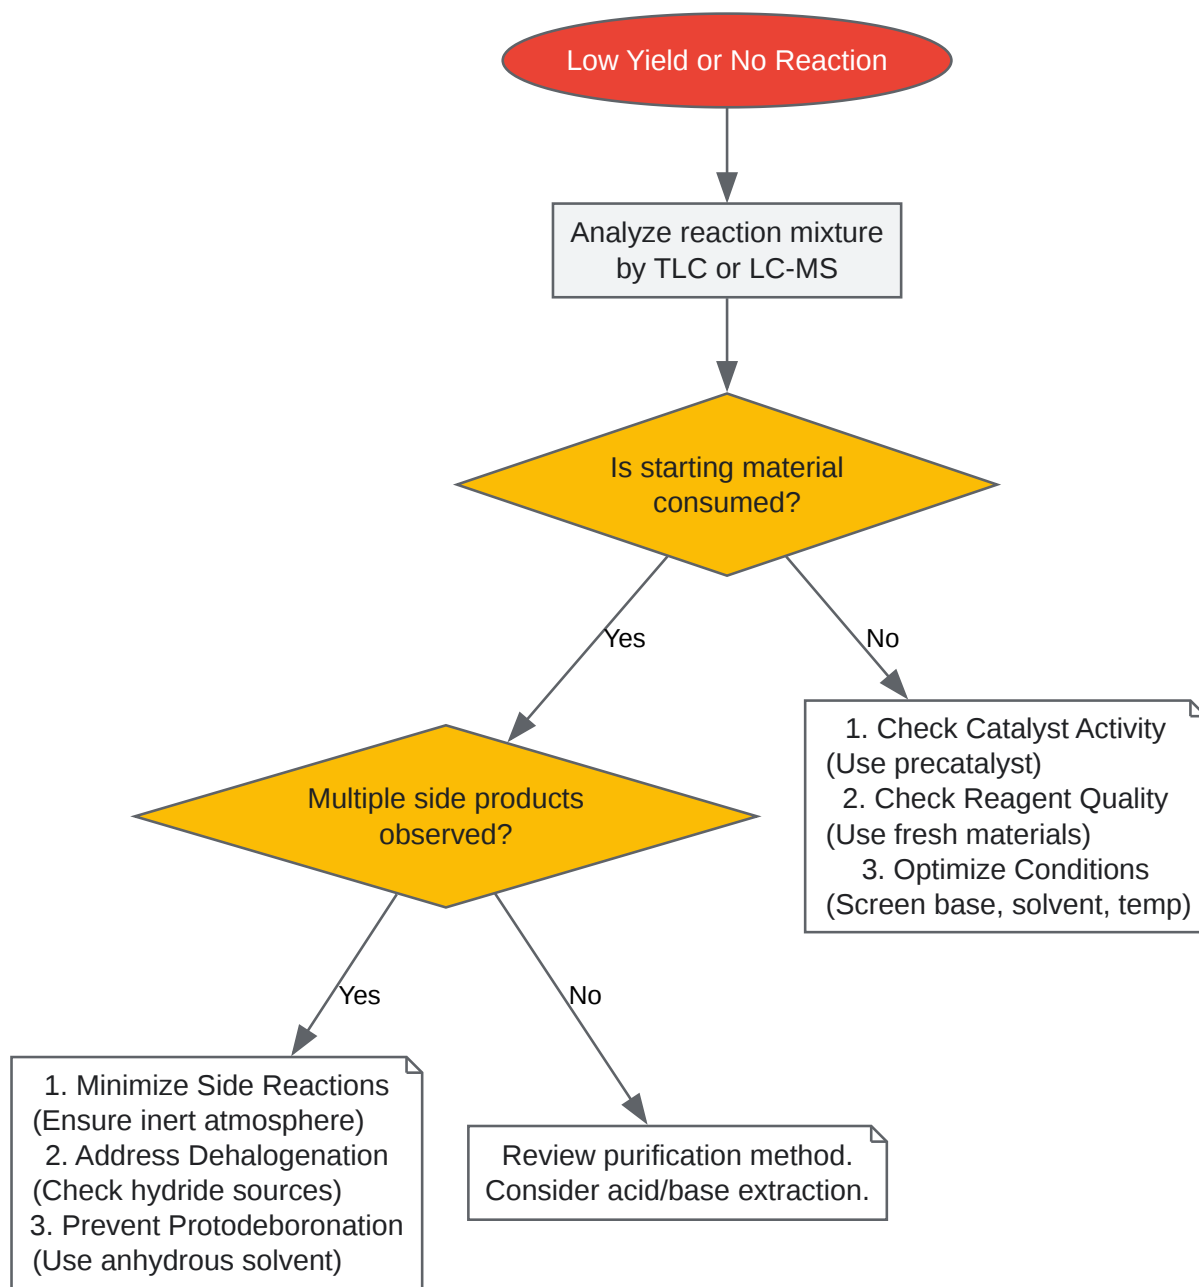 Low Yield or No Reaction
Analyze reaction mixture
by TLC or LC-MS
Is starting material
consumed?
Yes
No
Multiple side products
observed?
1. Check Catalyst Activity
(Use precatalyst)
2. Check Reagent Quality
(Use fresh materials)
3. Optimize Conditions
(Screen base, solvent, temp)
Yes
No
1. Minimize Side Reactions
(Ensure inert atmosphere)
2. Address Dehalogenation
(Check hydride sources)
3. Prevent Protodeboronation
(Use anhydrous solvent)
Review purification method.
Consider acid/base extraction.